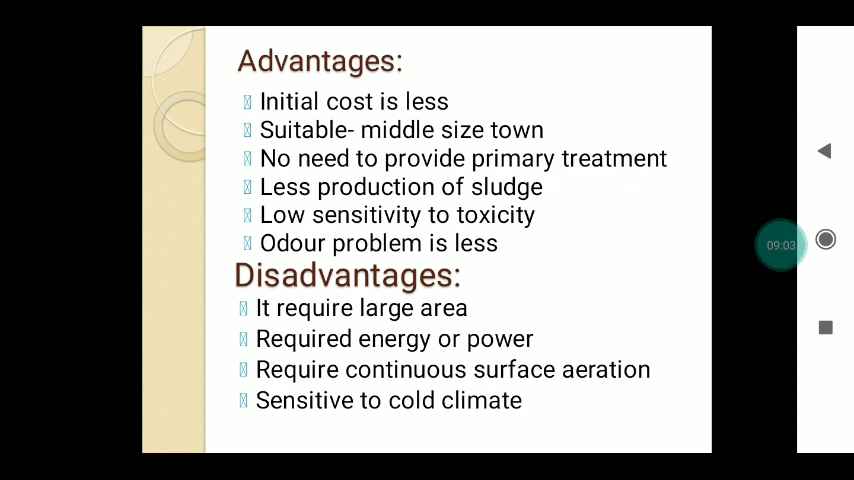 Advantages:
Initial cost is less
Suitable- middle size town
No need to provide primary treatment
Less production of sludge
Low sensitivity to toxicity
Odour problem is less
Disadvantages:
It require large area
Required energy or power
Require continuous surface aeration
Sensitive to cold climate
09:03